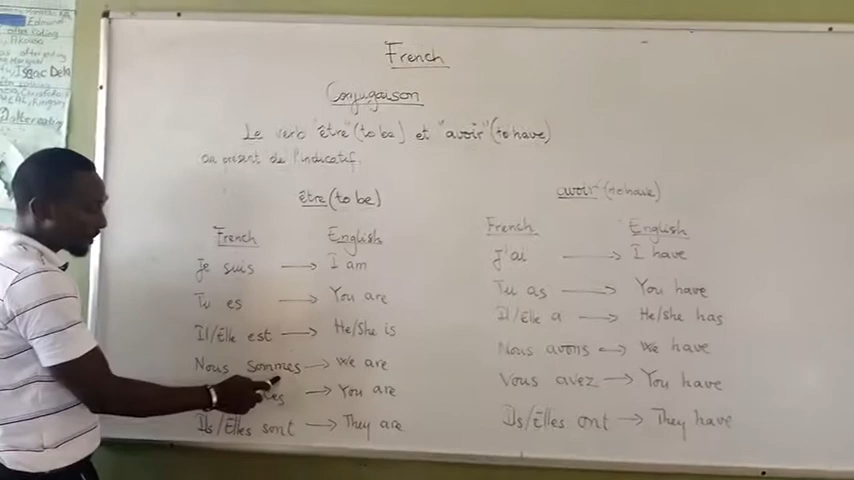 French
Conjugaison
Le verb "être" (to be) et "avoir" (to have)
au présent de l'indicatif.
être (to be)
French English
Je suis → I am
Tu es → You are
Il/Elle est → He/She is
Nous sommes → We are
→ You are
Ils/Elles sont → They are
avoir (to have)
French English
J'ai → I have
Tu as → You have
Il/Elle a → He/She has
Nous avons → We have
Vous avez → You have
Ils/Elles ont → They have
Edmund
Isaac